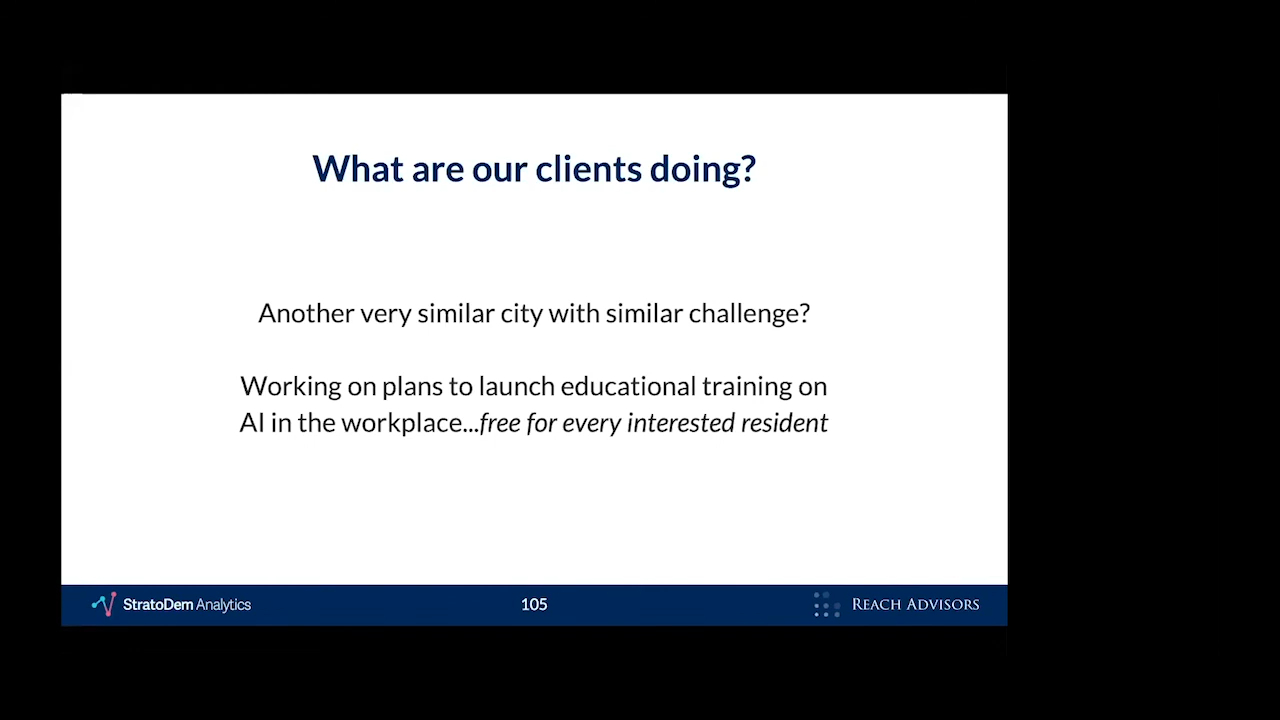 What are our clients doing?
Another very similar city with similar challenge?
Working on plans to launch educational training on
AI in the workplace...free for every interested resident
StratoDem Analytics
105
REACH ADVISORS